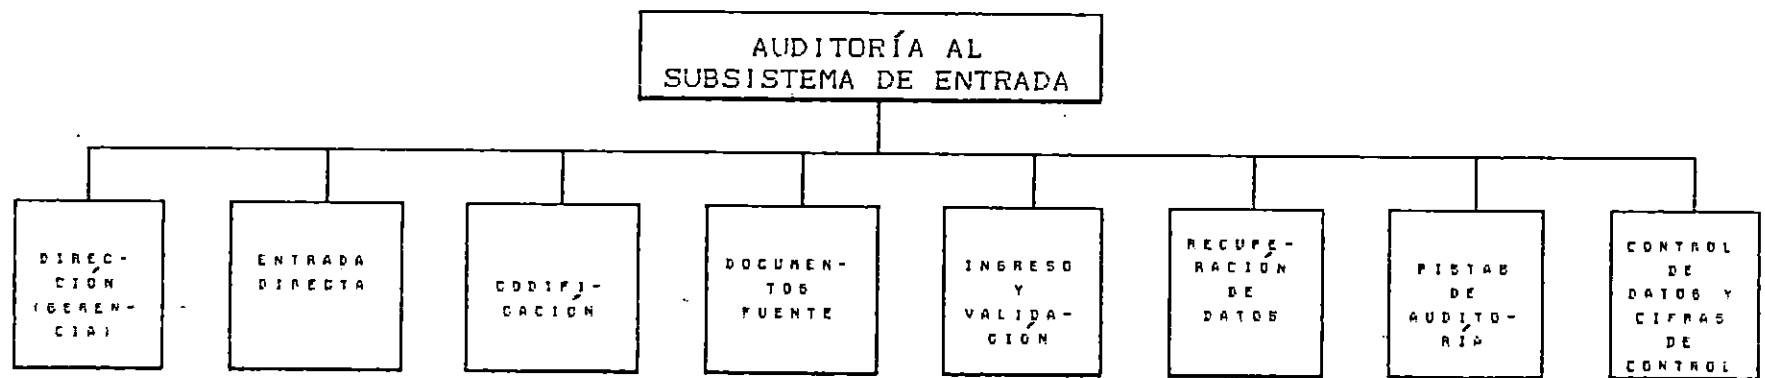 AUDITORÍA AL
SUBSISTEMA DE ENTRADA
DIREC-
CIÓN
(GEREN-
CIA)
ENTRADA
DIRECTA
CODIFI-
CACIÓN
DOCUMEN-
TOS
FUENTE
INGRESO
Y
VALIDA-
CIÓN
RECUPE-
RACIÓN
DE
DATOS
PISTAS
DE
AUDITO-
RÍA
CONTROL
DE
DATOS Y
CIFRAS
DE
CONTROL